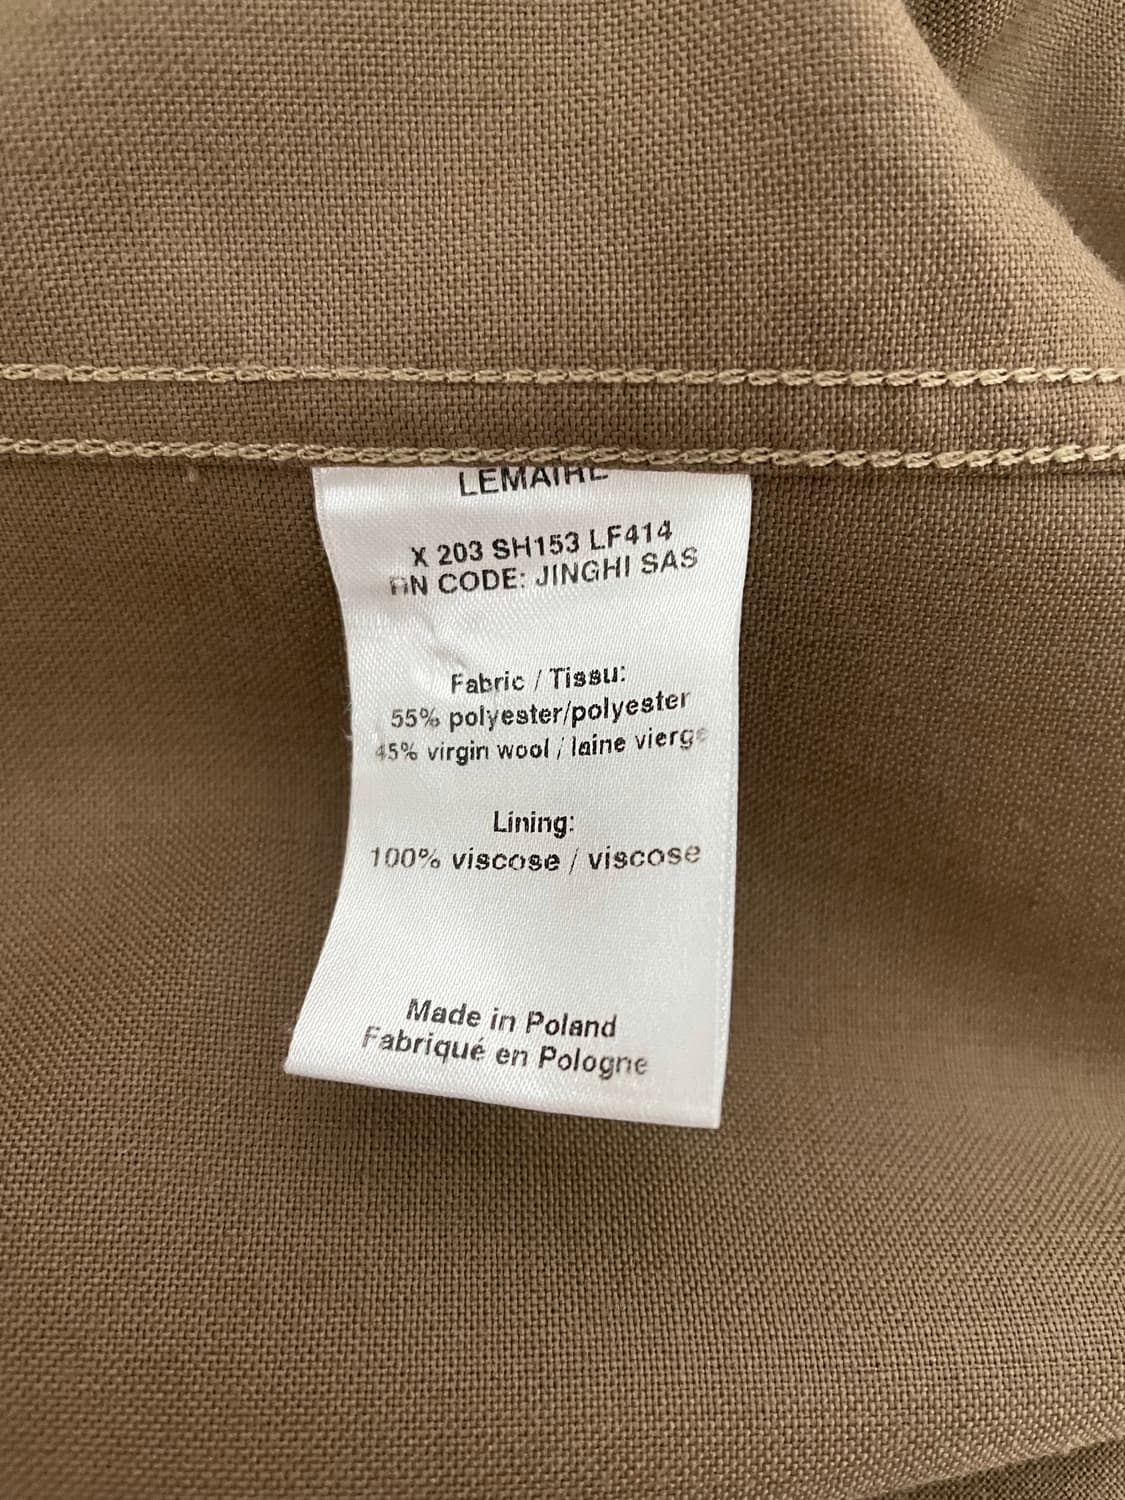 LEMAIRE
X 203 SH153 LF414
RN CODE: JINGHI SAS
Fabric / Tissu:
55% polyester/polyester
45% virgin wool / laine vierge
Lining:
100% viscose / viscose
Made in Poland
Fabriqué en Pologne